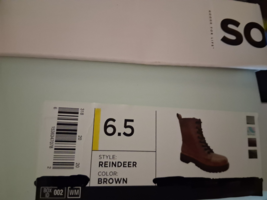 SO
6.5
STYLE:
REINDEER
COLOR:
BROWN
002 WM